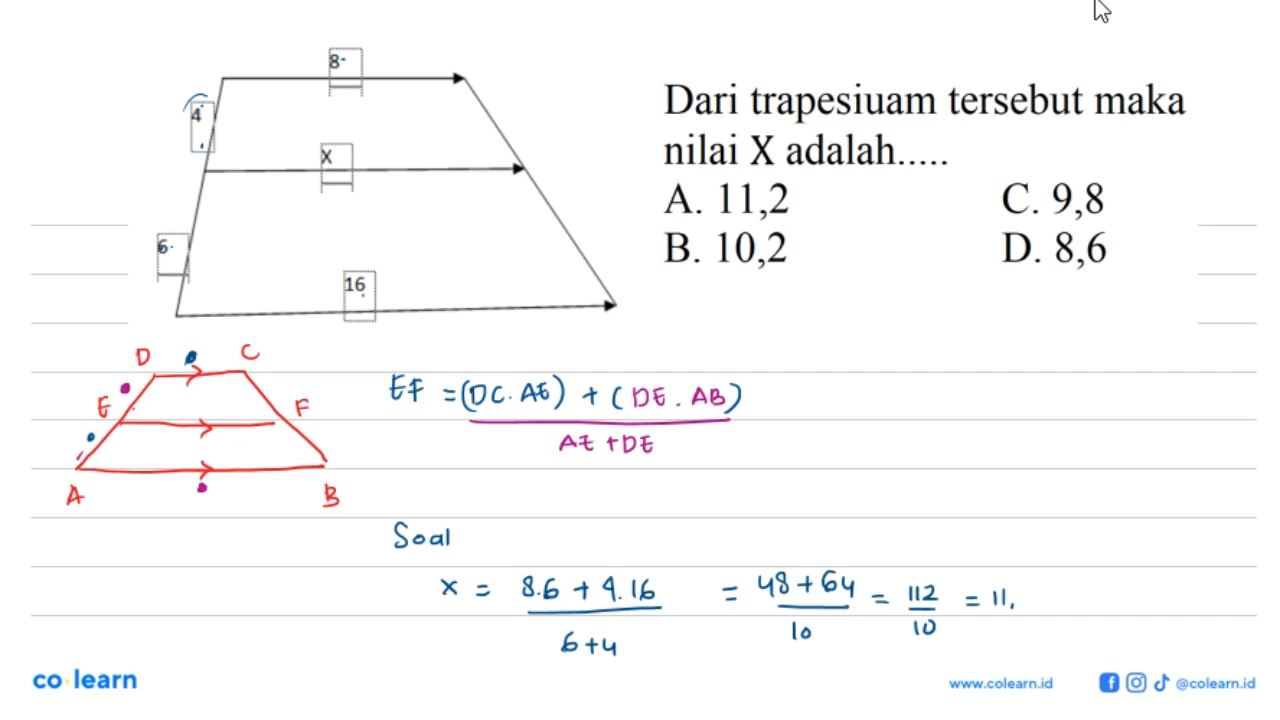 8
4
X
6
16
Dari trapesiuam tersebut maka
nilai X adalah.....
A. 11,2
C. 9,8
B. 10,2
D. 8,6
D C
E F
A B
EF = (DC. AE) + (DE. AB)
AE + DE
Soal
x = 8.6 + 4.16 = 48 + 64 = 112 = 11,
6+4 10 10
co learn
www.colearn.id @colearn.id